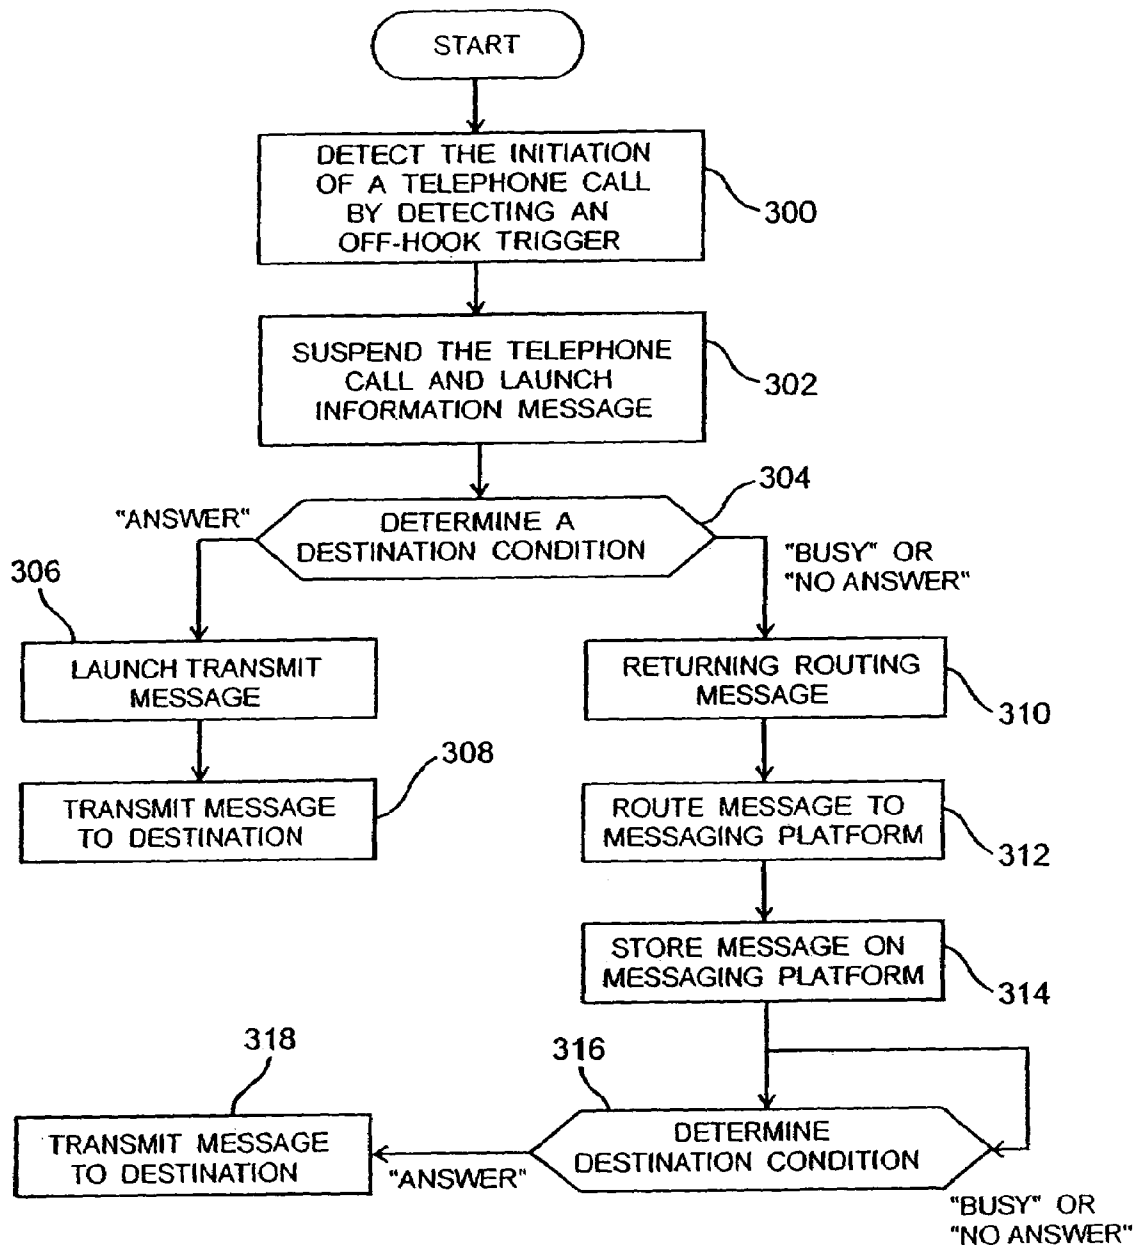 START
DETECT THE INITIATION
OF A TELEPHONE CALL
BY DETECTING AN
OFF-HOOK TRIGGER
300
SUSPEND THE TELEPHONE
CALL AND LAUNCH
INFORMATION MESSAGE
302
304
"ANSWER"
DETERMINE A
DESTINATION CONDITION
"BUSY" OR
"NO ANSWER"
306
LAUNCH TRANSMIT
MESSAGE
RETURNING ROUTING
MESSAGE
310
308
TRANSMIT MESSAGE
TO DESTINATION
ROUTE MESSAGE TO
MESSAGING PLATFORM
312
STORE MESSAGE ON
MESSAGING PLATFORM
314
318
316
TRANSMIT MESSAGE
TO DESTINATION
"ANSWER"
DETERMINE
DESTINATION CONDITION
"BUSY" OR
"NO ANSWER"